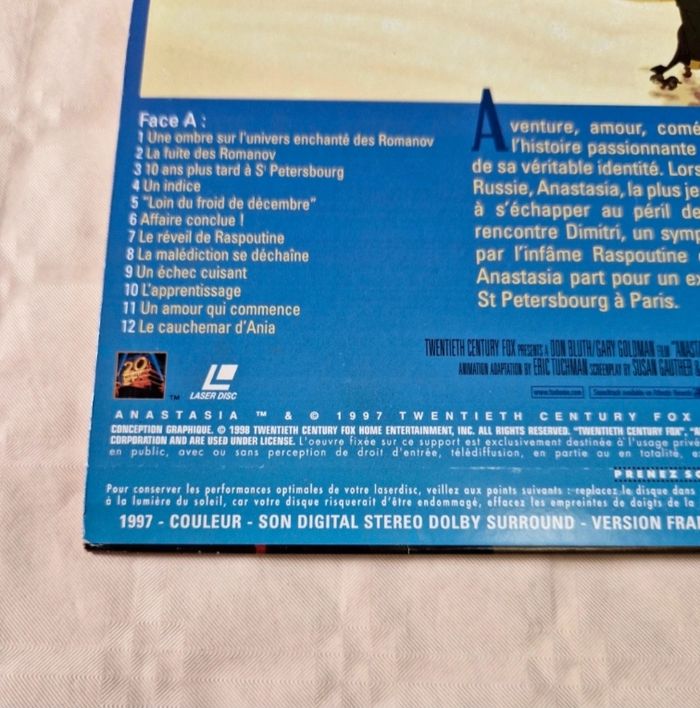 Face A :
1 Une ombre sur l'univers enchanté des Romanov
2 La fuite des Romanov
3 10 ans plus tard à St Petersbourg
4 Un indice
5 "Loin du froid de décembre"
6 Affaire conclue !
7 Le réveil de Raspoutine
8 La malédiction se déchaîne
9 Un échec cuisant
10 L'apprentissage
11 Un amour qui commence
12 Le cauchemar d'Ania
Aventure, amour, comé
l'histoire passionnante
de sa véritable identité. Lors
Russie, Anastasia, la plus je
à s'échapper au péril de
rencontre Dimitri, un symp
par l'infâme Raspoutine
Anastasia part pour un ex
St Petersbourg à Paris.
TWENTIETH CENTURY FOX PRESENTS A DON BLUTH/GARY GOLDMAN FILM "ANASTA
ANIMATION ADAPTATION BY ERIC TUCHMAN SCREENPLAY BY SUSAN GAUTHIER &
20
TM
LASER DISC
www.foxhome.com
ANASTASIA ™ & © 1997 TWENTIETH CENTURY FOX
CONCEPTION GRAPHIQUE. © 1998 TWENTIETH CENTURY FOX HOME ENTERTAINMENT, INC. ALL RIGHTS RESERVED. "TWENTIETH CENTURY FOX", "A
CORPORATION AND ARE USED UNDER LICENSE. L'oeuvre fixée sur ce support est exclusivement destinée à l'usage priv
en public, avec ou sans perception de droit d'entrée, télédiffusion, en partie ou en totalité, e
PRENEZ SO
Pour conserver les performances optimales de votre laserdisc, veillez aux points suivants : replacez le disque dans
à la lumière du soleil, car votre disque risquerait d'être endommagé, effacez les empreintes de doigts de la
1997 - COULEUR - SON DIGITAL STEREO DOLBY SURROUND - VERSION FRA